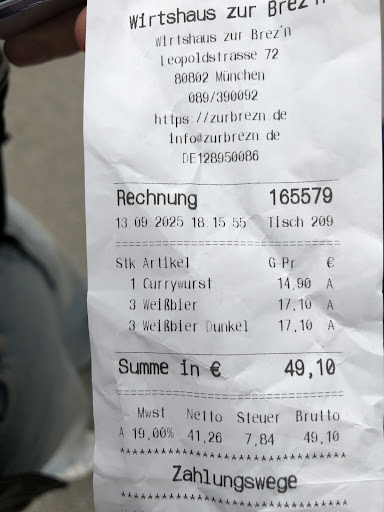 Wirtshaus zur Brez'n
Wirtshaus zur Brez'n
Leopoldstrasse 72
80802 München
089/390092
https://zurbrezn.de
info@zurbrezn.de
DE128950086
Rechnung 165579
13.09.2025 18:15:55 Tisch 209
Stk Artikel G Pr €
1 Currywurst 14,90 A
3 Weißbier 17,10 A
3 Weißbier Dunkel 17,10 A
Summe in € 49,10
Mwst Netto Steuer Brutto
A 19,00% 41,26 7,84 49,10
Zahlungswege